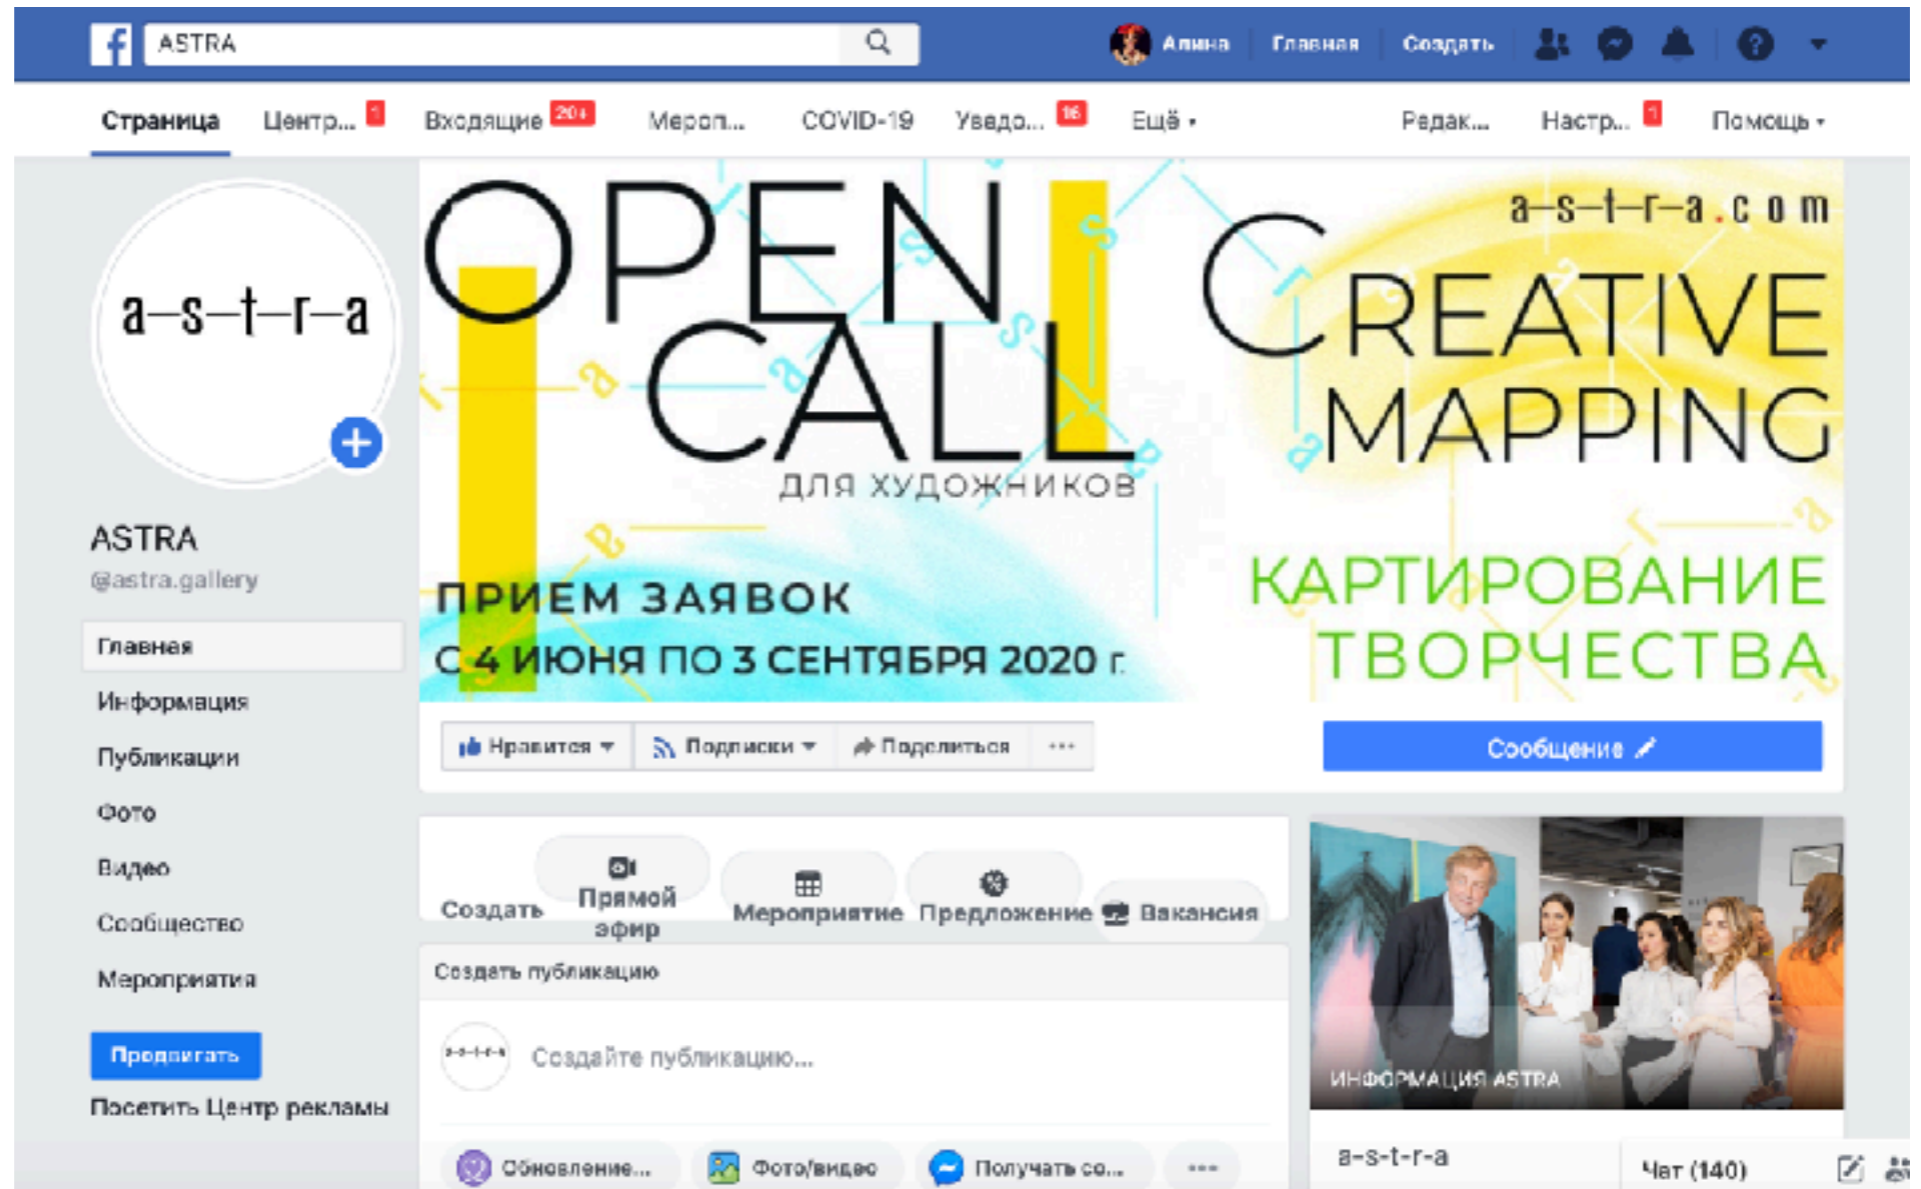 ASTRA
Алина
Главная
Создать
Страница
Центр... 1
Входящие 20+
Мероп...
COVID-19
Уведо... 16
Ещё
Редак...
Настр... 1
Помощь
a-s-t-r-a
ASTRA
@astra.gallery
Главная
Информация
Публикации
Фото
Видео
Сообщество
Мероприятия
Продвигать
Посетить Центр рекламы
OPEN
CALL
ДЛЯ ХУДОЖНИКОВ
ПРИЕМ ЗАЯВОК
С 4 ИЮНЯ ПО 3 СЕНТЯБРЯ 2020 г.
a-s-t-r-a.com
CREATIVE
MAPPING
КАРТИРОВАНИЕ
ТВОРЧЕСТВА
Нравится
Подписки
Поделиться
...
Сообщение
Создать
Прямой
эфир
Мероприятие
Предложение
Вакансия
Создать публикацию
a-s-t-r-a
Создайте публикацию...
Обновление...
Фото/видео
Получать со...
...
ИНФОРМАЦИЯ ASTRA
a-s-t-r-a
Чат (140)